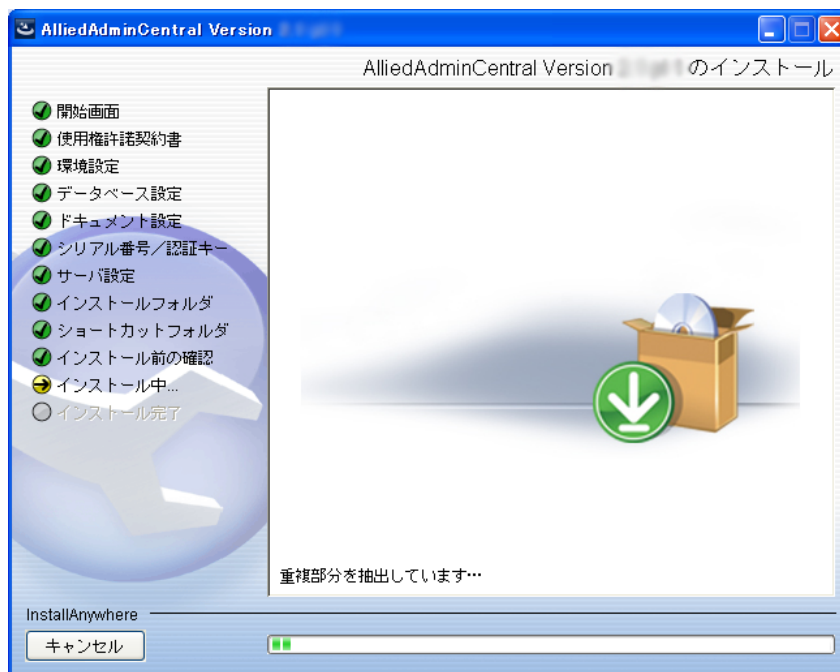 AlliedAdminCentral Version
AlliedAdminCentral Version のインストール
開始画面
使用権許諾契約書
環境設定
データベース設定
ドキュメント設定
シリアル番号／認証キー
サーバ設定
インストールフォルダ
ショートカットフォルダ
インストール前の確認
インストール中...
インストール完了
重複部分を抽出しています…
InstallAnywhere
キャンセル